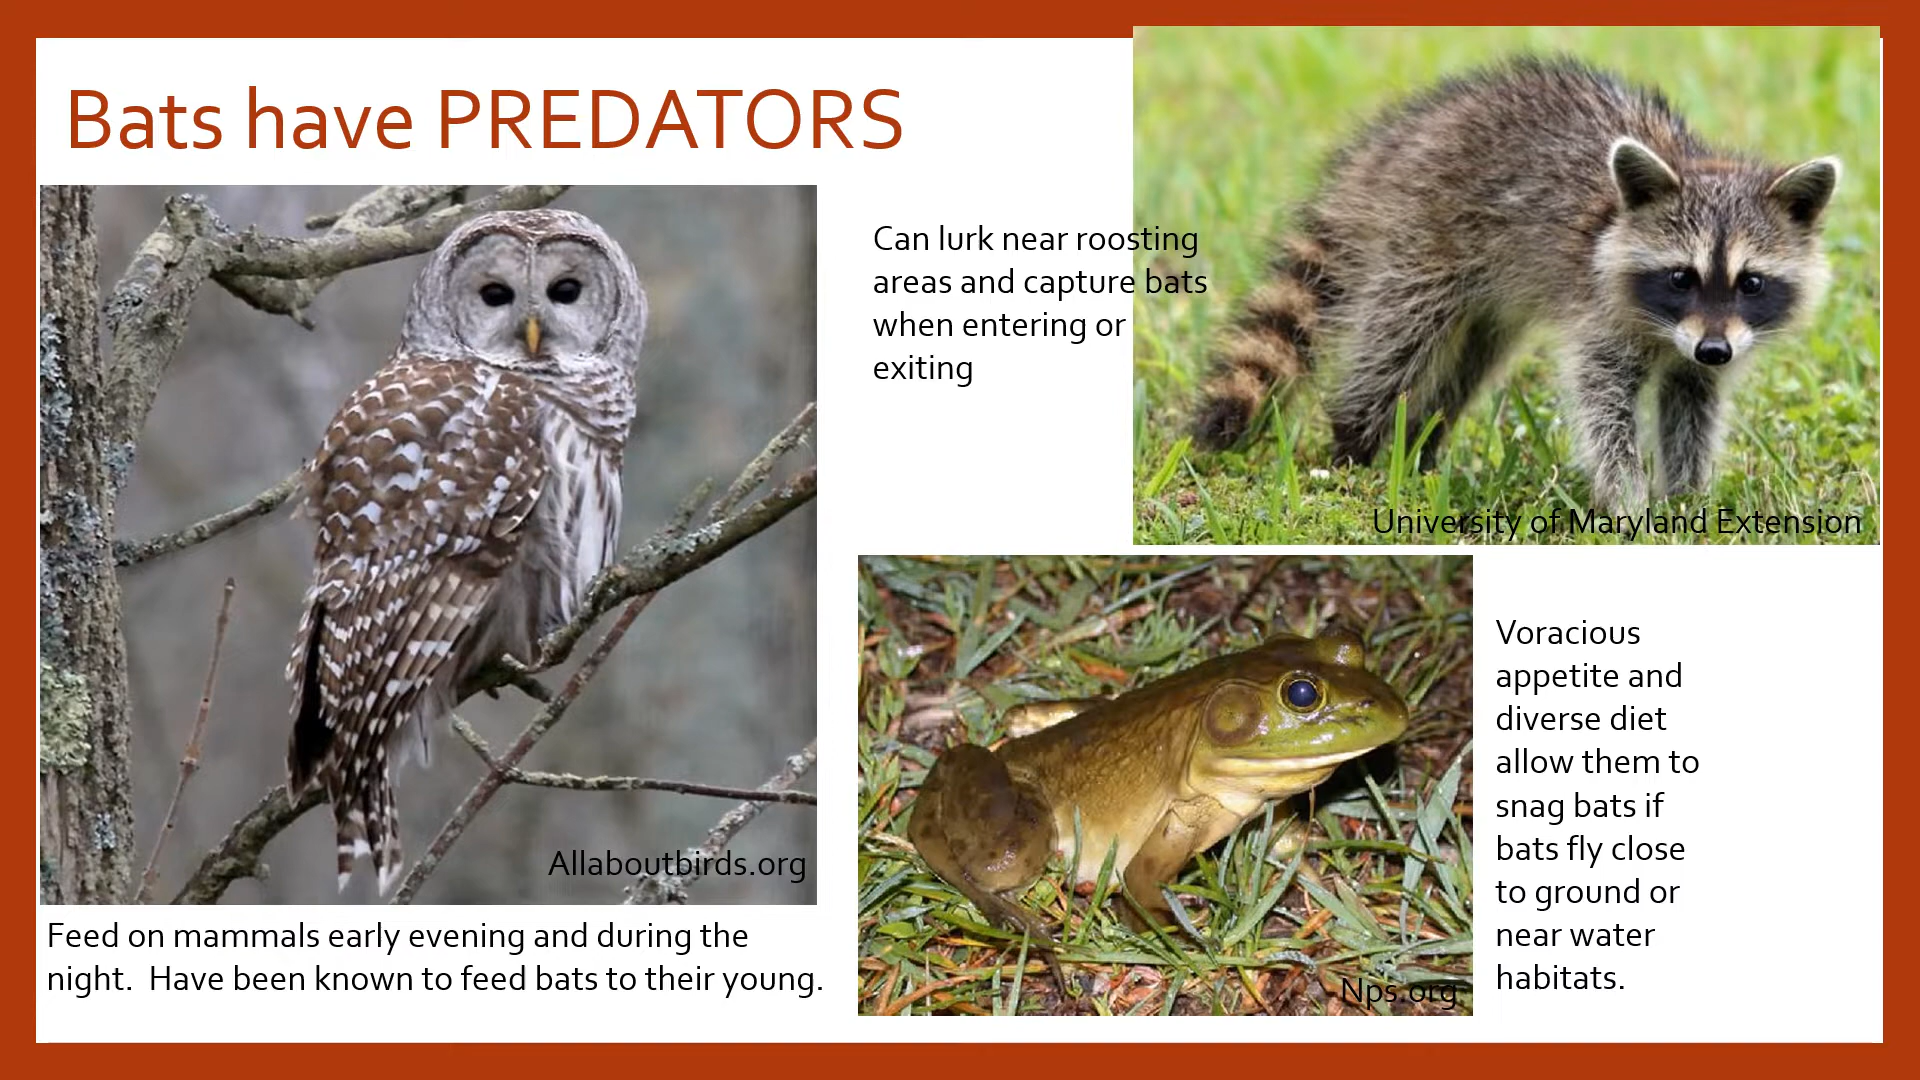 Bats have PREDATORS
Can lurk near roosting
areas and capture bats
when entering or
exiting
University of Maryland Extension
Allaboutbirds.org
Feed on mammals early evening and during the
night.  Have been known to feed bats to their young.
Nps.org
Voracious
appetite and
diverse diet
allow them to
snag bats if
bats fly close
to ground or
near water
habitats.